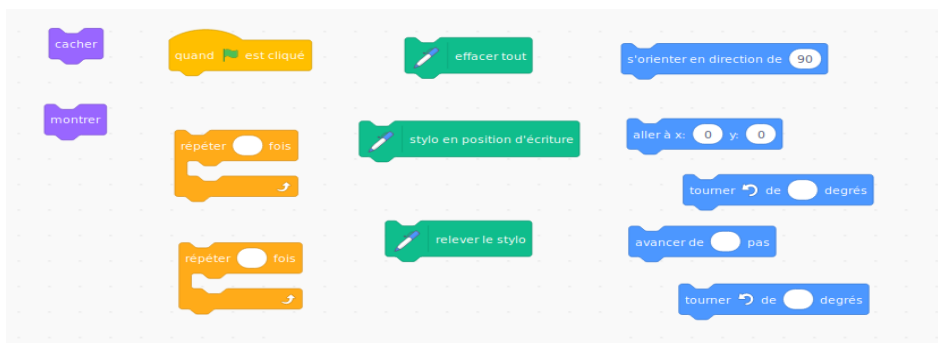 cacher
quand est cliqué
effacer tout
s'orienter en direction de 90
montrer
répéter fois
stylo en position d'écriture
aller à x: 0 y: 0
tourner de degrés
relever le stylo
avancer de pas
répéter fois
tourner de degrés